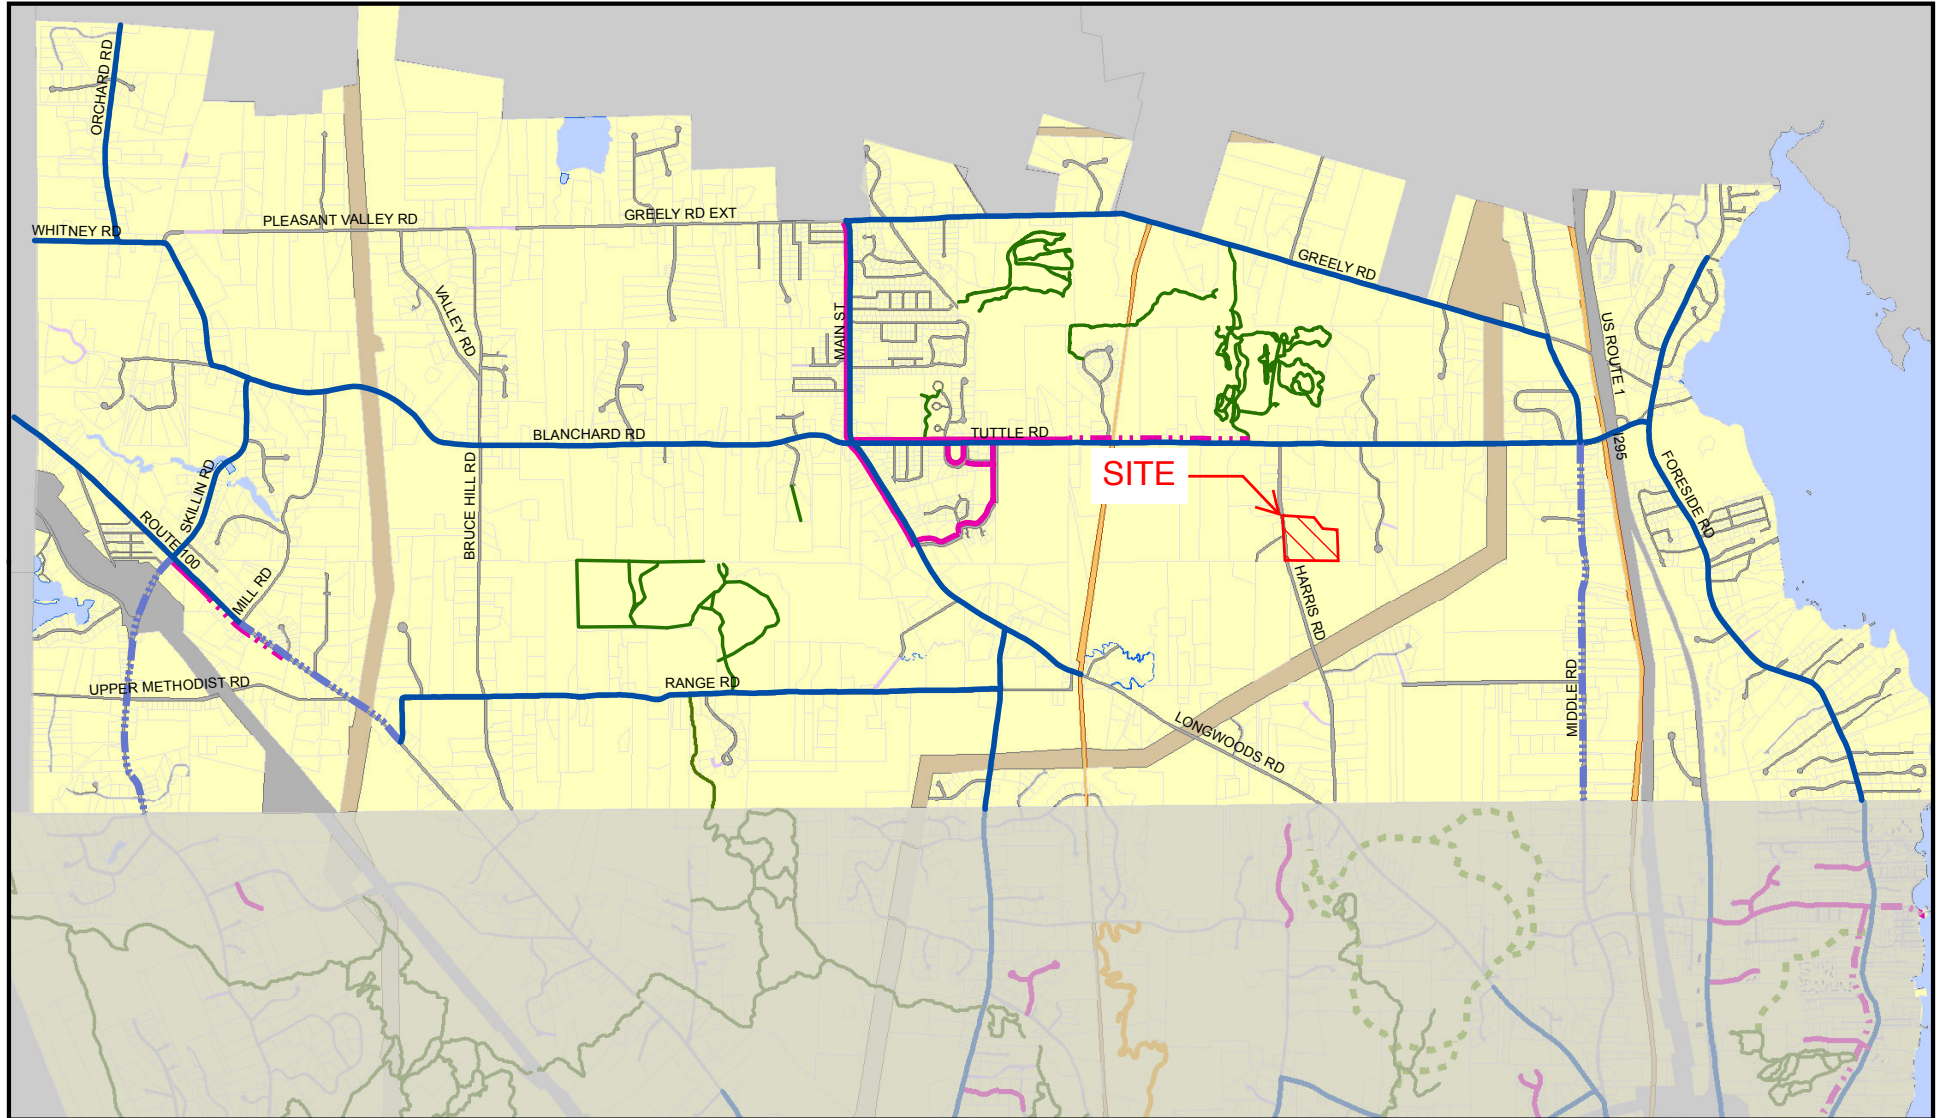 ORCHARD RD
WHITNEY RD
PLEASANT VALLEY RD
GREELY RD EXT
GREELY RD
VALLEY RD
MAIN ST
US ROUTE 1
I295
BLANCHARD RD
TUTTLE RD
SITE
SKILLIN RD
ROUTE 100
BRUCE HILL RD
MILL RD
HARRIS RD
FORESIDE RD
UPPER METHODIST RD
RANGE RD
LONGWOODS RD
MIDDLE RD